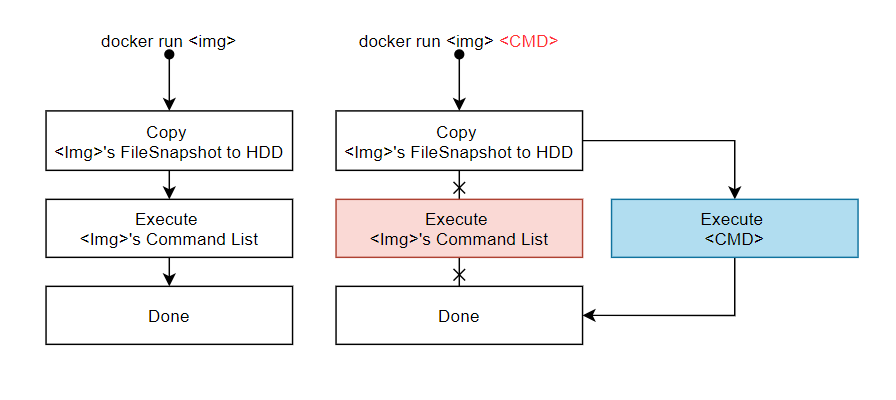 docker run <img>
Copy
<Img>'s FileSnapshot to HDD
Execute
<Img>'s Command List
Done
docker run <img> <CMD>
Copy
<Img>'s FileSnapshot to HDD
Execute
<Img>'s Command List
Done
Execute
<CMD>